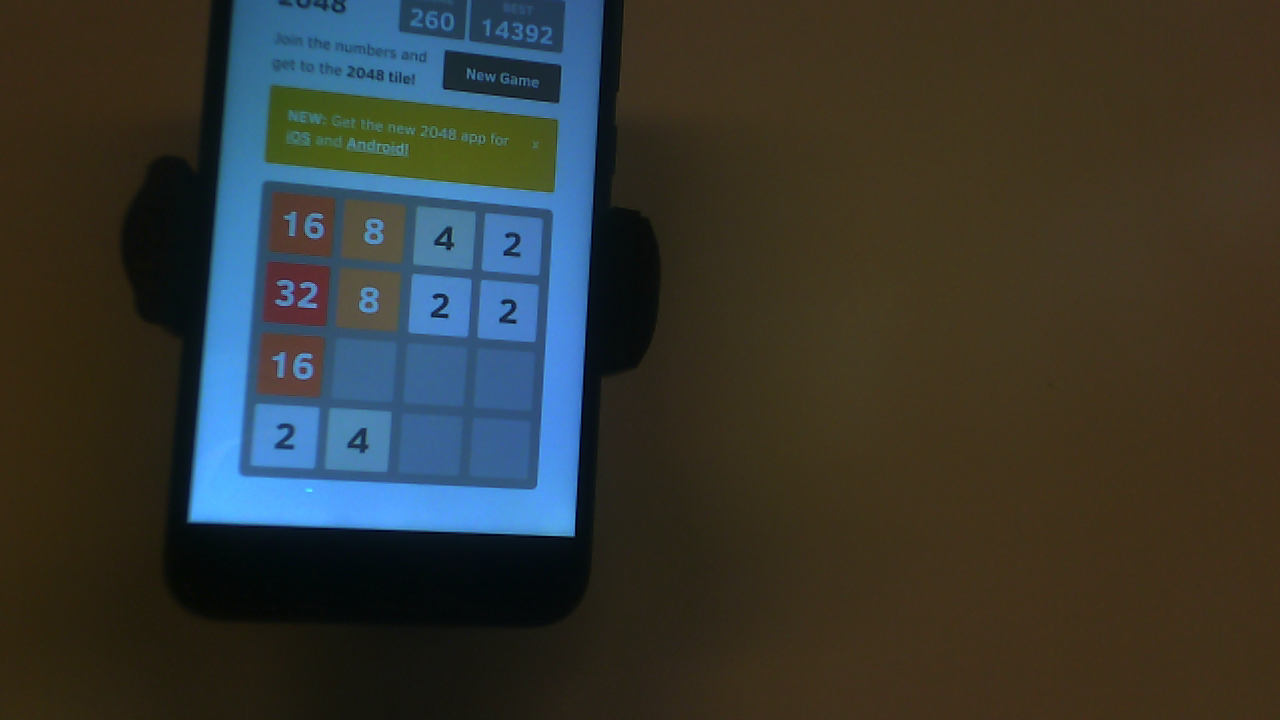 2048
260
BEST
14392
Join the numbers and
get to the 2048 tile!
New Game
NEW: Get the new 2048 app for
iOS and Android!
x
16 8 4 2
32 8 2 2
16
2 4